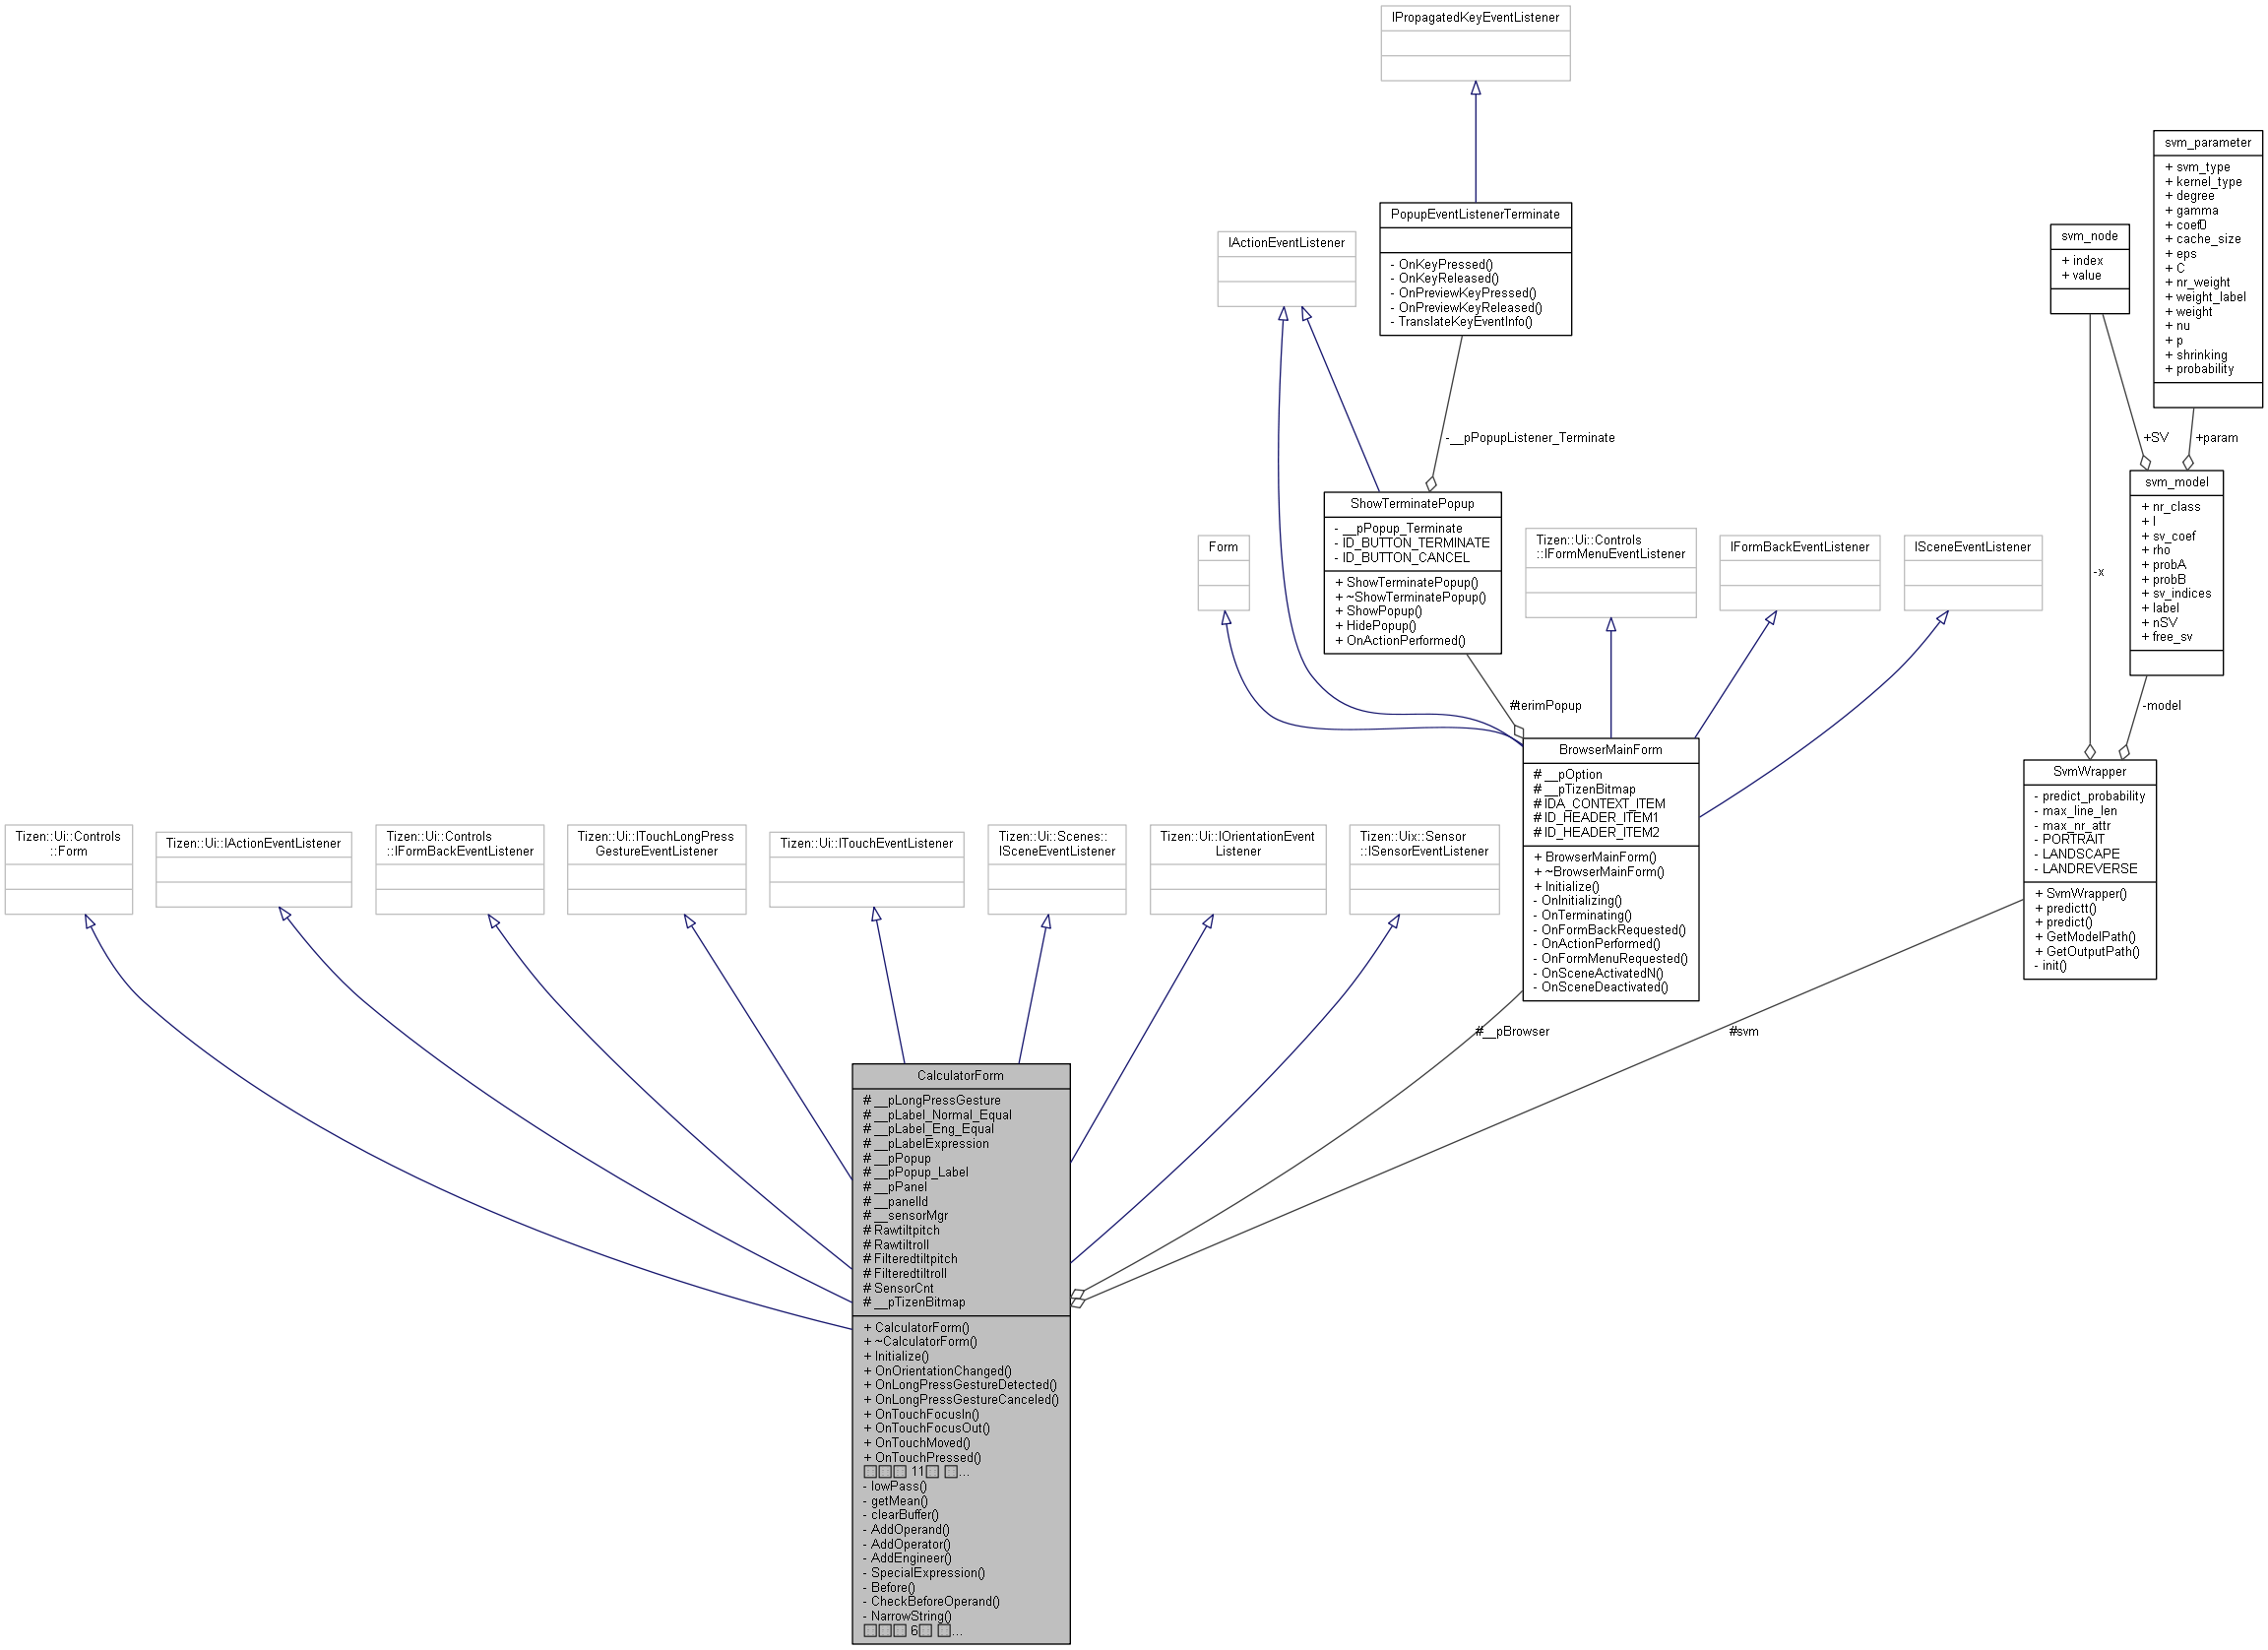 IPropagatedKeyEventListener
PopupEventListenerTerminate
- OnKeyPressed()
- OnKeyReleased()
- OnPreviewKeyPressed()
- OnPreviewKeyReleased()
- TranslateKeyEventInfo()
IActionEventListener
-__pPopupListener_Terminate
ShowTerminatePopup
- __pPopup_Terminate
- ID_BUTTON_TERMINATE
- ID_BUTTON_CANCEL
+ ShowTerminatePopup()
+ ~ShowTerminatePopup()
+ ShowPopup()
+ HidePopup()
+ OnActionPerformed()
Form
Tizen::Ui::Controls
::IFormMenuEventListener
IFormBackEventListener
ISceneEventListener
#terimPopup
svm_parameter
+ svm_type
+ kernel_type
+ degree
+ gamma
+ coef0
+ cache_size
+ eps
+ C
+ nr_weight
+ weight_label
+ weight
+ nu
+ p
+ shrinking
+ probability
svm_node
+ index
+ value
+SV
+param
-x
svm_model
+ nr_class
+ l
+ sv_coef
+ rho
+ probA
+ probB
+ sv_indices
+ label
+ nSV
+ free_sv
-model
SvmWrapper
- predict_probability
- max_line_len
- max_nr_attr
- PORTRAIT
- LANDSCAPE
- LANDREVERSE
+ SvmWrapper()
+ predictt()
+ predict()
+ GetModelPath()
+ GetOutputPath()
- init()
BrowserMainForm
# __pOption
# __pTizenBitmap
# IDA_CONTEXT_ITEM
# ID_HEADER_ITEM1
# ID_HEADER_ITEM2
+ BrowserMainForm()
+ ~BrowserMainForm()
+ Initialize()
- OnInitializing()
- OnTerminating()
- OnFormBackRequested()
- OnActionPerformed()
- OnFormMenuRequested()
- OnSceneActivatedN()
- OnSceneDeactivated()
Tizen::Ui::Controls
::Form
Tizen::Ui::IActionEventListener
Tizen::Ui::Controls
::IFormBackEventListener
Tizen::Ui::ITouchLongPress
GestureEventListener
Tizen::Ui::ITouchEventListener
Tizen::Ui::Scenes::
ISceneEventListener
Tizen::Ui::IOrientationEvent
Listener
Tizen::Uix::Sensor
::ISensorEventListener
#__pBrowser
#svm
CalculatorForm
# __pLongPressGesture
# __pLabel_Normal_Equal
# __pLabel_Eng_Equal
# __pLabelExpression
# __pPopup
# __pPopup_Label
# __pPanel
# __panelId
# __sensorMgr
# Rawtiltpitch
# Rawtiltroll
# Filteredtiltpitch
# Filteredtiltroll
# SensorCnt
# __pTizenBitmap
+ CalculatorForm()
+ ~CalculatorForm()
+ Initialize()
+ OnOrientationChanged()
+ OnLongPressGestureDetected()
+ OnLongPressGestureCanceled()
+ OnTouchFocusIn()
+ OnTouchFocusOut()
+ OnTouchMoved()
+ OnTouchPressed()
11 ...
- lowPass()
- getMean()
- clearBuffer()
- AddOperand()
- AddOperator()
- AddEngineer()
- SpecialExpression()
- Before()
- CheckBeforeOperand()
- NarrowString()
6 ...